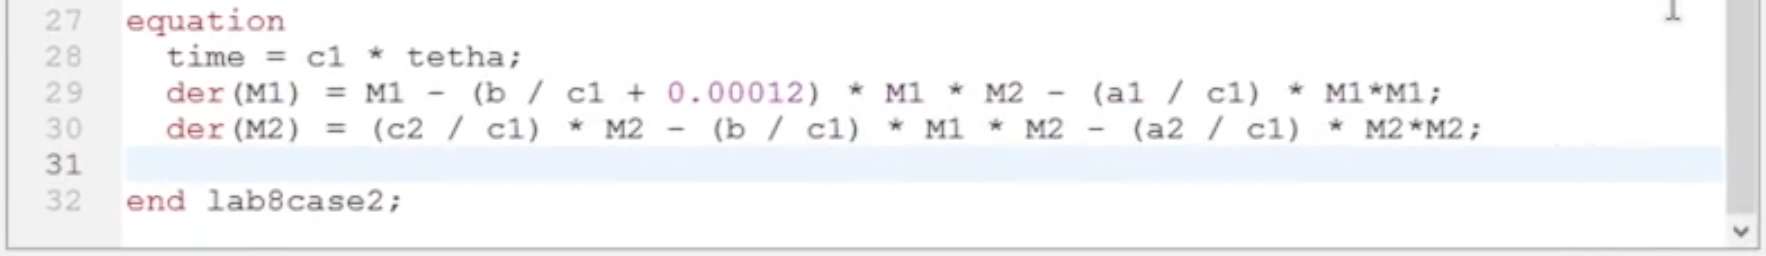 27 equation
28 time = c1 * tetha;
29 der(M1) = M1 - (b / c1 + 0.00012) * M1 * M2 - (a1 / c1) * M1*M1;
30 der(M2) = (c2 / c1) * M2 - (b / c1) * M1 * M2 - (a2 / c1) * M2*M2;
31
32 end lab8case2;